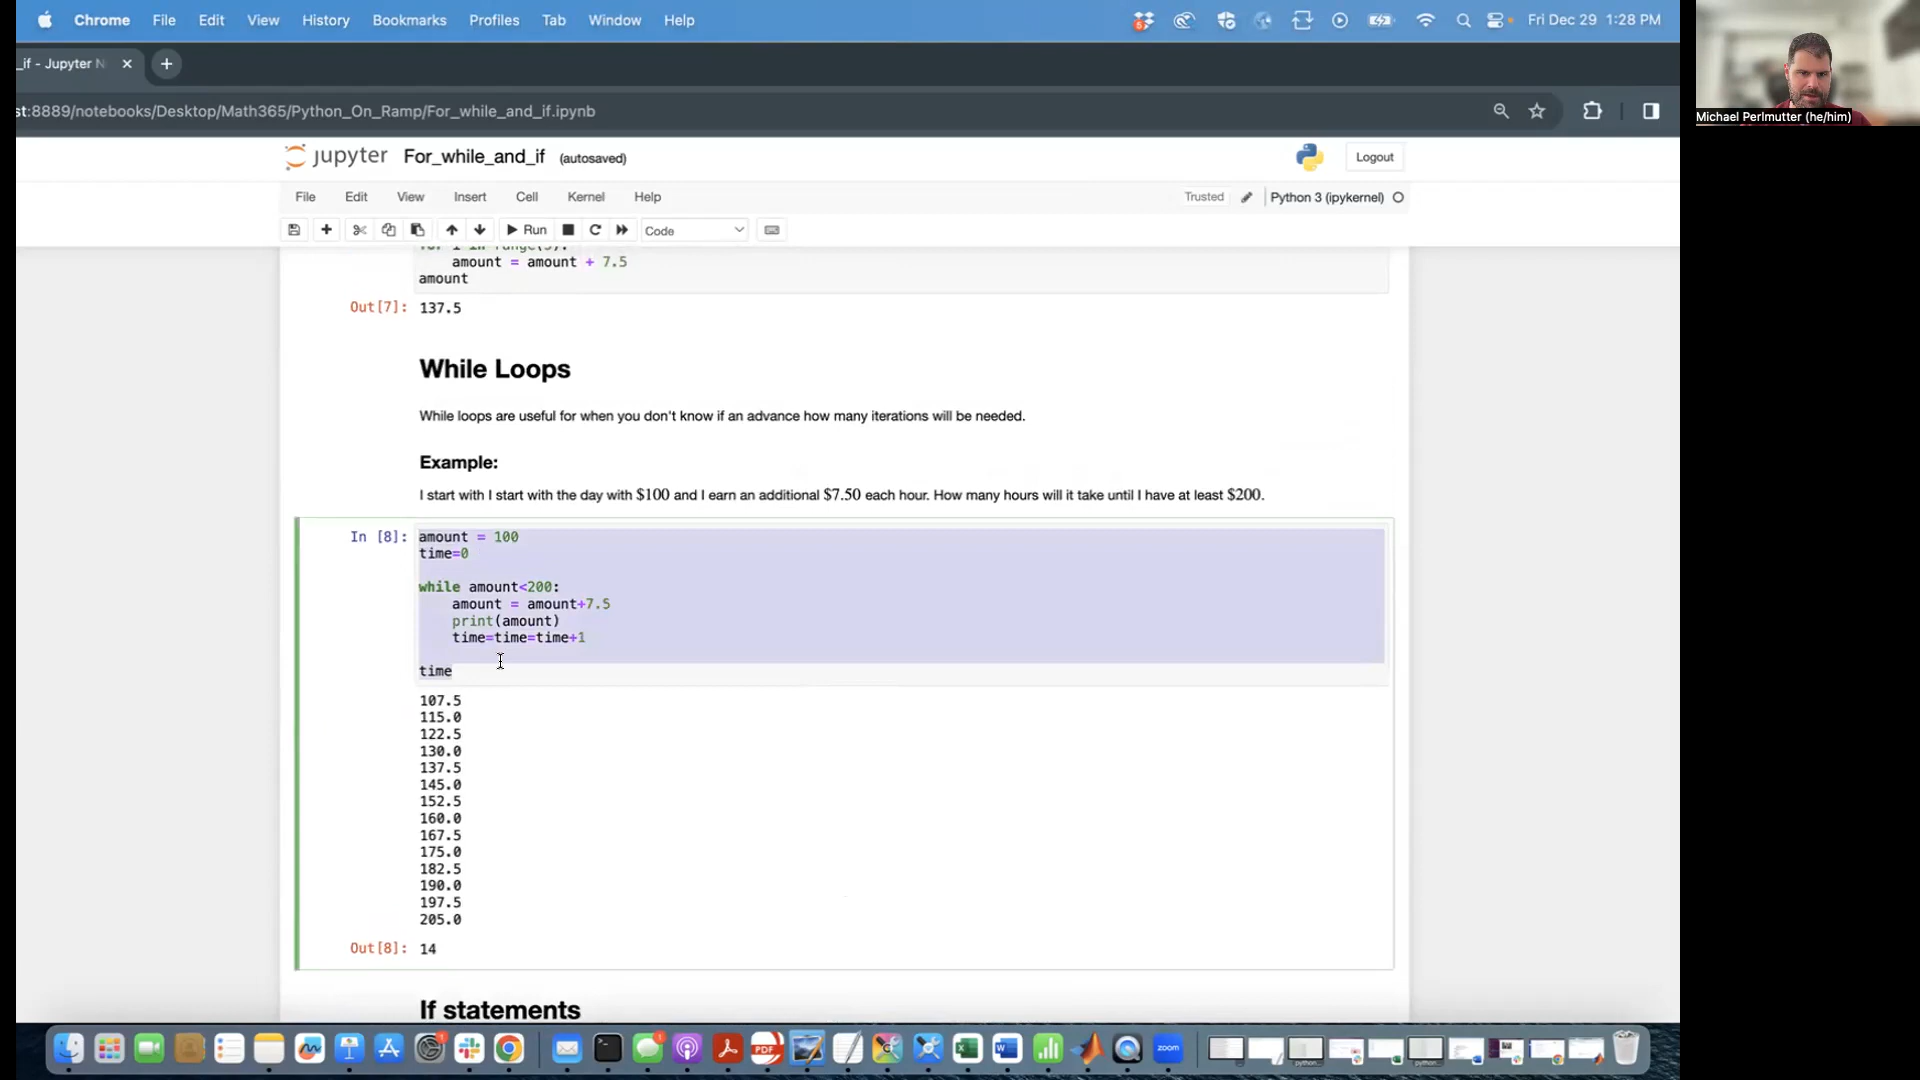 Chrome File Edit View History Bookmarks Profiles Tab Window Help Fri Dec 29 1:28 PM
_if - Jupyter N
st:8889/notebooks/Desktop/Math365/Python_On_Ramp/For_while_and_if.ipynb
Michael Perlmutter (he/him)
jupyter For_while_and_if (autosaved) Logout
File Edit View Insert Cell Kernel Help Trusted Python 3 (ipykernel)
Run Code
amount = amount + 7.5
amount
Out[7]: 137.5
While Loops
While loops are useful for when you don't know if an advance how many iterations will be needed.
Example:
I start with I start with the day with $100 and I earn an additional $7.50 each hour. How many hours will it take until I have at least $200.
In [8]: amount = 100
time=0
while amount<200:
amount = amount+7.5
print(amount)
time=time=time+1
time
107.5
115.0
122.5
130.0
137.5
145.0
152.5
160.0
167.5
175.0
182.5
190.0
197.5
205.0
Out[8]: 14
If statements
PDF
zoom